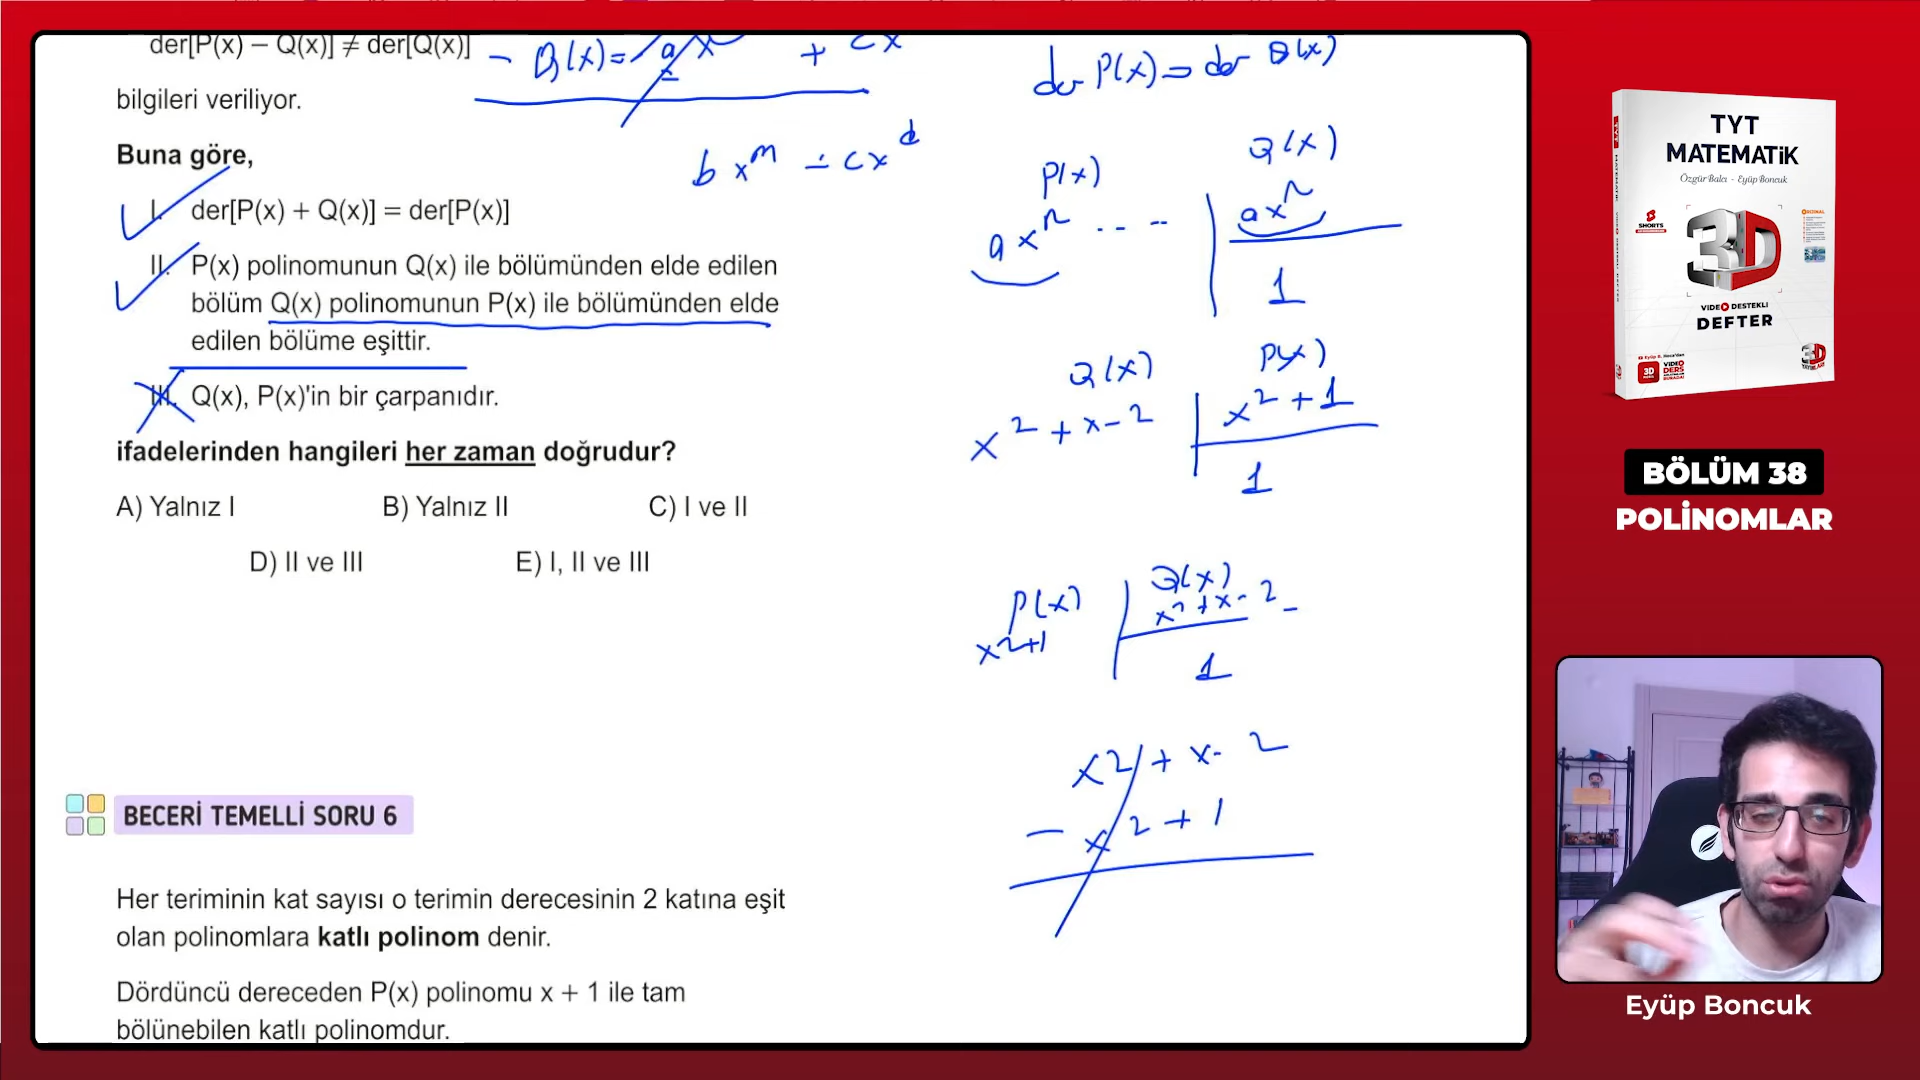 der[P(x) − Q(x)] ≠ der[Q(x)]
bilgileri veriliyor.
Buna göre,
I. der[P(x) + Q(x)] = der[P(x)]
II. P(x) polinomunun Q(x) ile bölümünden elde edilen
bölüm Q(x) polinomunun P(x) ile bölümünden elde
edilen bölüme eşittir.
III. Q(x), P(x)'in bir çarpanıdır.
ifadelerinden hangileri her zaman doğrudur?
A) Yalnız I B) Yalnız II C) I ve II
D) II ve III E) I, II ve III
BECERİ TEMELLİ SORU 6
Her teriminin kat sayısı o terimin derecesinin 2 katına eşit
olan polinomlara katlı polinom denir.
Dördüncü dereceden P(x) polinomu x + 1 ile tam
bölünebilen katlı polinomdur.
der P(x) = der Q(x)
P(x) Q(x)
ax^n ax^n
1
Q(x) P(x)
x^2 + x - 2 x^2 + 1
1
P(x) Q(x)
x^2+1 x^2 + x - 2
1
x^2 + x - 2
- x^2 + 1
TYT
MATEMATİK
Özgür Balcı - Eyüp Boncuk
SHORTS
3D
VIDEO DESTEKLİ
DEFTER
BÖLÜM 38
POLİNOMLAR
Eyüp Boncuk